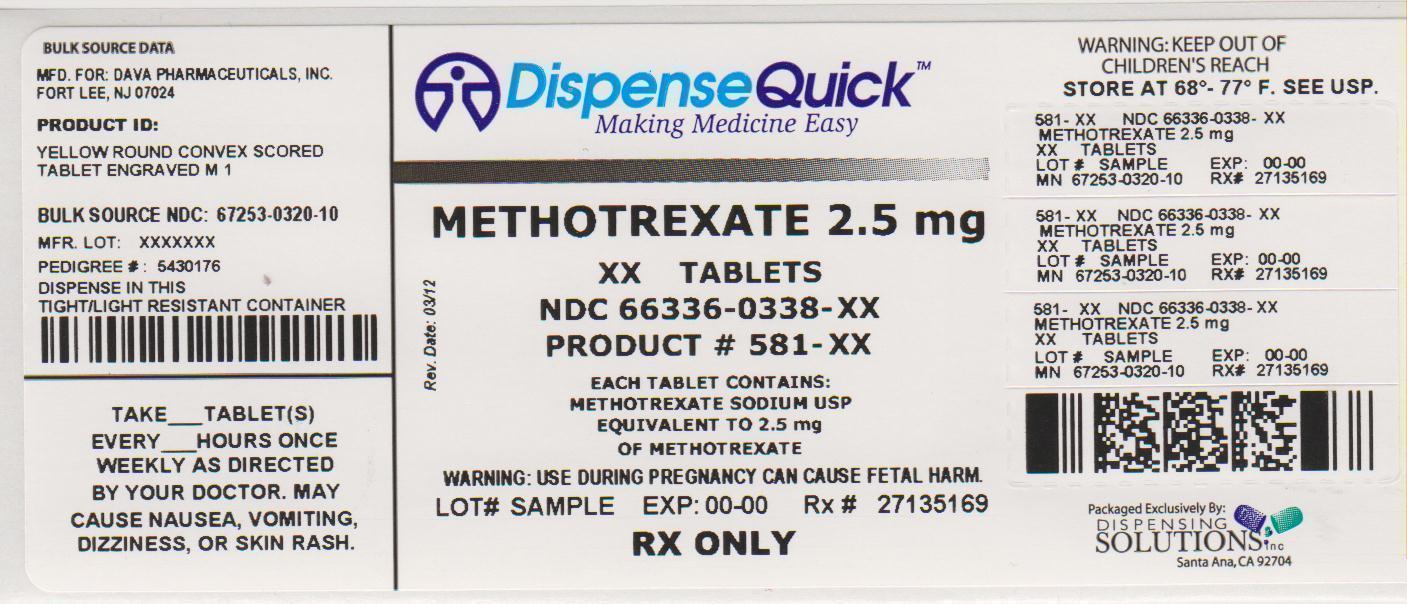 BULK SOURCE DATA
MFD. FOR: DAVA PHARMACEUTICALS, INC.
FORT LEE, NJ 07024
PRODUCT ID:
YELLOW ROUND CONVEX SCORED
TABLET ENGRAVED M 1
BULK SOURCE NDC: 67253-0320-10
MFR. LOT: XXXXXXX
PEDIGREE #: 5430176
DISPENSE IN THIS
TIGHT/LIGHT RESISTANT CONTAINER
TAKE___TABLET(S)
EVERY___HOURS ONCE
WEEKLY AS DIRECTED
BY YOUR DOCTOR. MAY
CAUSE NAUSEA, VOMITING,
DIZZINESS, OR SKIN RASH.
DispenseQuick™
Making Medicine Easy
METHOTREXATE 2.5 mg
XX TABLETS
NDC 66336-0338-XX
PRODUCT # 581-XX
Rev. Date: 03/12
EACH TABLET CONTAINS:
METHOTREXATE SODIUM USP
EQUIVALENT TO 2.5 mg
OF METHOTREXATE
WARNING: USE DURING PREGNANCY CAN CAUSE FETAL HARM.
LOT# SAMPLE EXP: 00-00 Rx # 27135169
RX ONLY
WARNING: KEEP OUT OF
CHILDREN'S REACH
STORE AT 68°- 77° F. SEE USP.
581- XX NDC 66336-0338- XX
METHOTREXATE 2.5 mg
XX TABLETS
LOT # SAMPLE EXP: 00-00
MN 67253-0320-10 RX# 27135169
581- XX NDC 66336-0338- XX
METHOTREXATE 2.5 mg
XX TABLETS
LOT # SAMPLE EXP: 00-00
MN 67253-0320-10 RX# 27135169
581- XX NDC 66336-0338- XX
METHOTREXATE 2.5 mg
XX TABLETS
LOT # SAMPLE EXP: 00-00
MN 67253-0320-10 RX# 27135169
Packaged Exclusively By:
DISPENSING
SOLUTIONS inc
Santa Ana, CA 92704